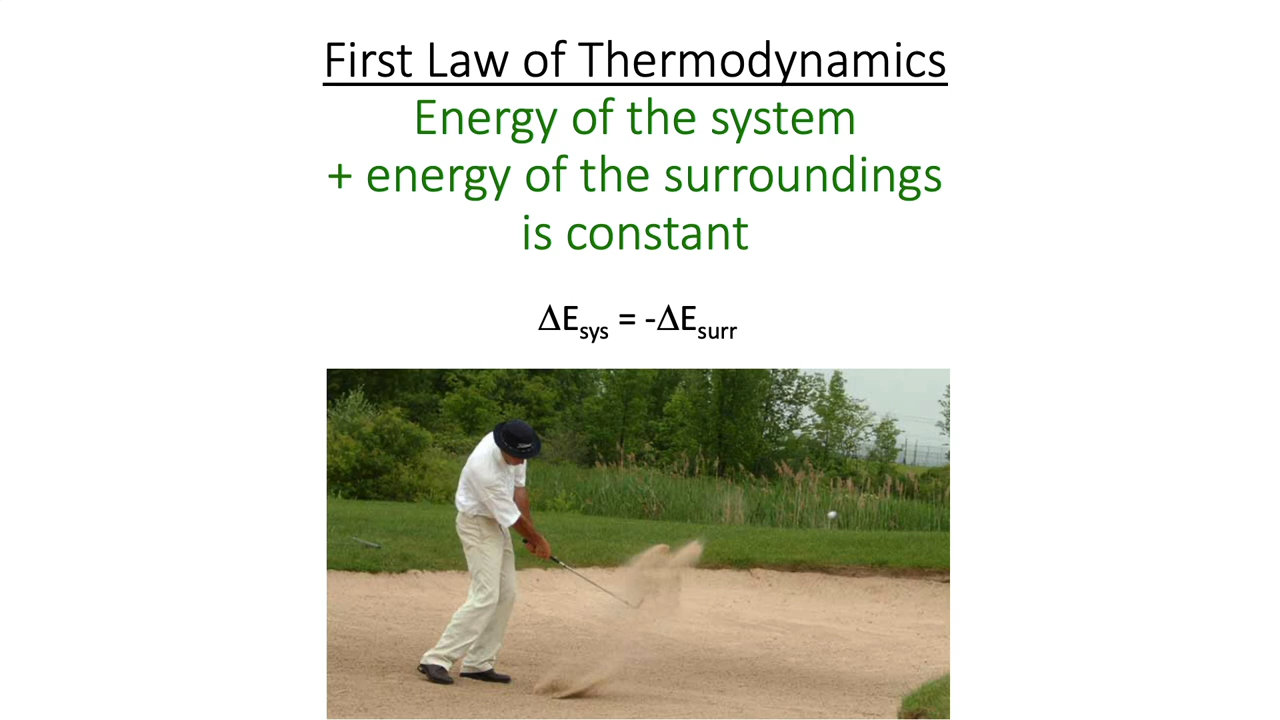 First Law of Thermodynamics
Energy of the system
+ energy of the surroundings
is constant
ΔEsys = -ΔEsurr